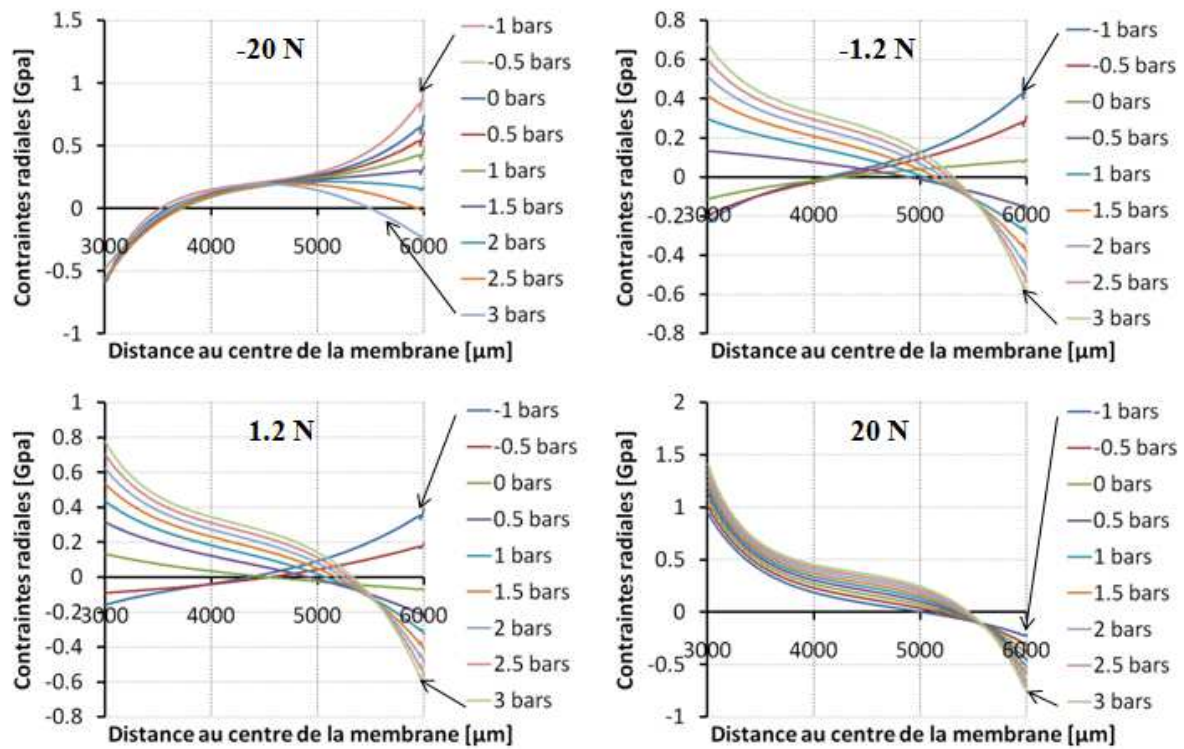 -20 N
Contraintes radiales [Gpa]
1.5
1
0.5
0
-0.5
-1
3000
4000
5000
6000
Distance au centre de la membrane [µm]
-1 bars
-0.5 bars
0 bars
0.5 bars
1 bars
1.5 bars
2 bars
2.5 bars
3 bars
-1.2 N
Contraintes radiales [Gpa]
0.8
0.6
0.4
0.2
0
-0.2
-0.4
-0.6
0.8
3000
4000
5000
6000
Distance au centre de la membrane [µm]
-1 bars
-0.5 bars
0 bars
0.5 bars
1 bars
1.5 bars
2 bars
2.5 bars
3 bars
1.2 N
Contraintes radiales [Gpa]
1
0.8
0.6
0.4
0.2
0
-0.2
-0.4
-0.6
-0.8
3000
4000
5000
6000
Distance au centre de la membrane [µm]
-1 bars
-0.5 bars
0 bars
0.5 bars
1 bars
1.5 bars
2 bars
2.5 bars
3 bars
20 N
Contraintes radiales [Gpa]
2
1.5
1
0.5
0
-0.5
-1
3000
4000
5000
6000
Distance au centre de la membrane [µm]
-1 bars
-0.5 bars
0 bars
0.5 bars
1 bars
1.5 bars
2 bars
2.5 bars
3 bars